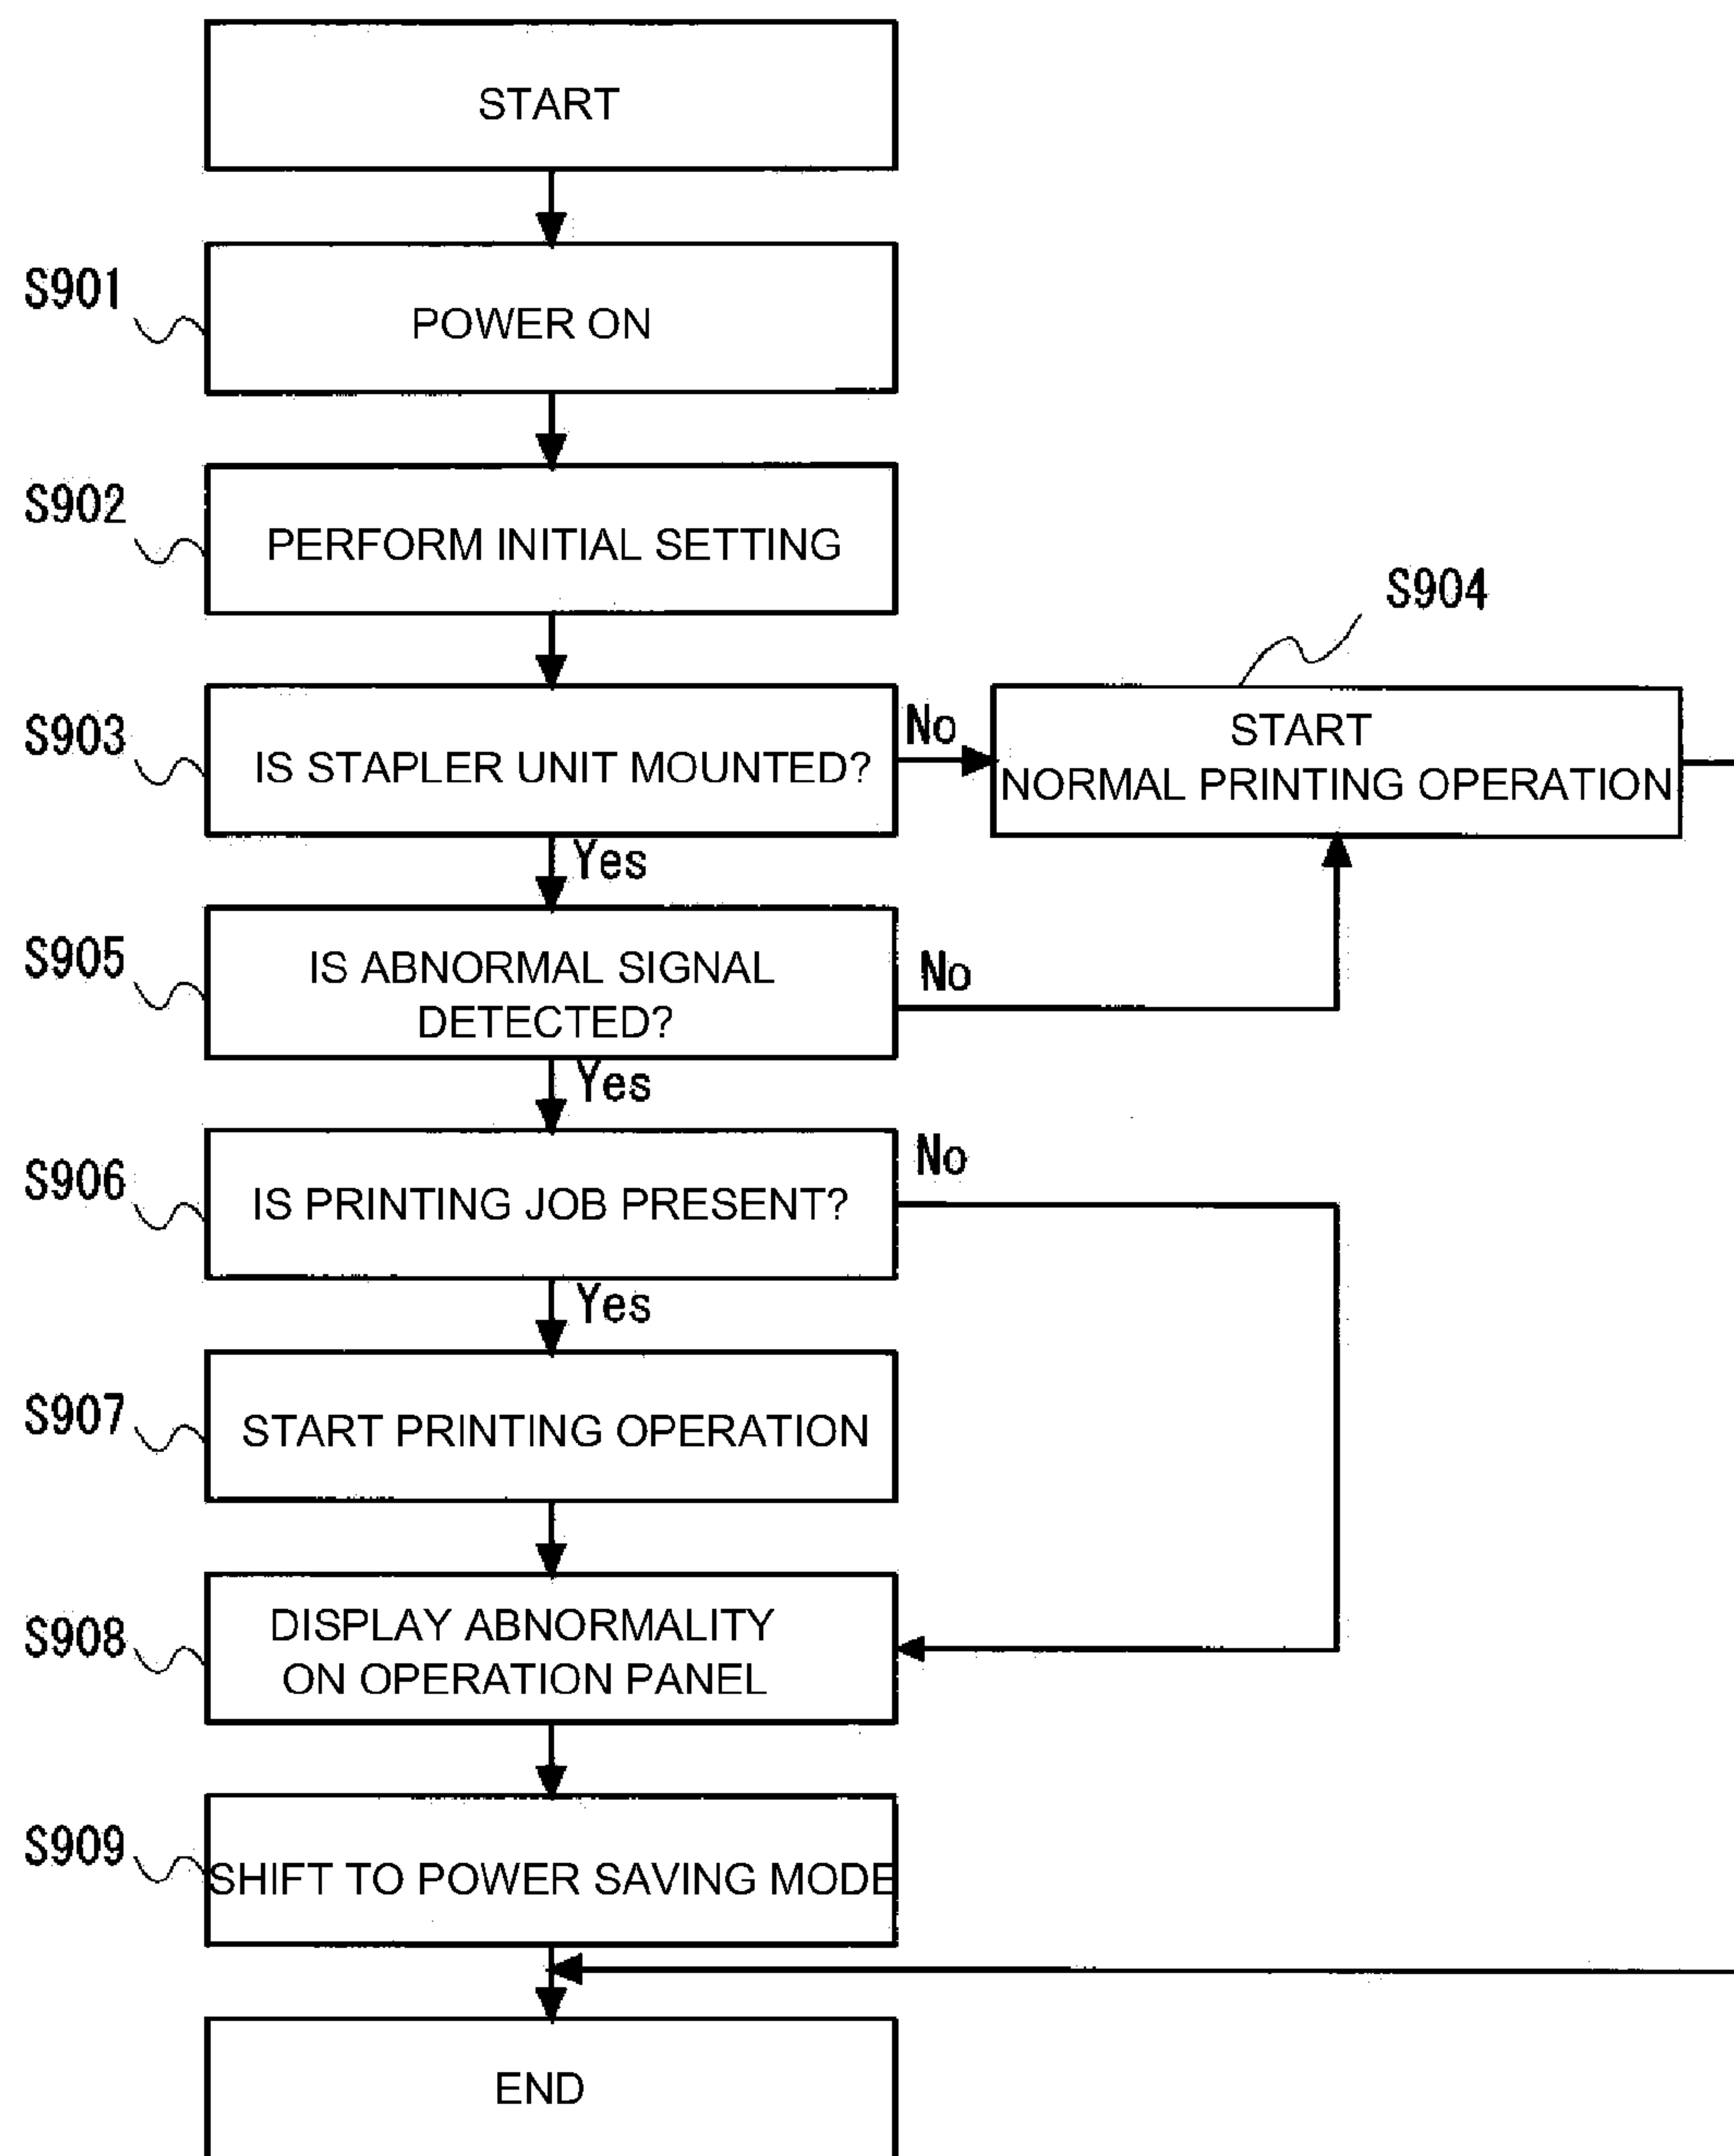 START
S901
POWER ON
S902
PERFORM INITIAL SETTING
S904
S903
IS STAPLER UNIT MOUNTED?
No
START
NORMAL PRINTING OPERATION
Yes
S905
IS ABNORMAL SIGNAL
DETECTED?
No
Yes
S906
IS PRINTING JOB PRESENT?
No
Yes
S907
START PRINTING OPERATION
S908
DISPLAY ABNORMALITY
ON OPERATION PANEL
S909
SHIFT TO POWER SAVING MODE
END